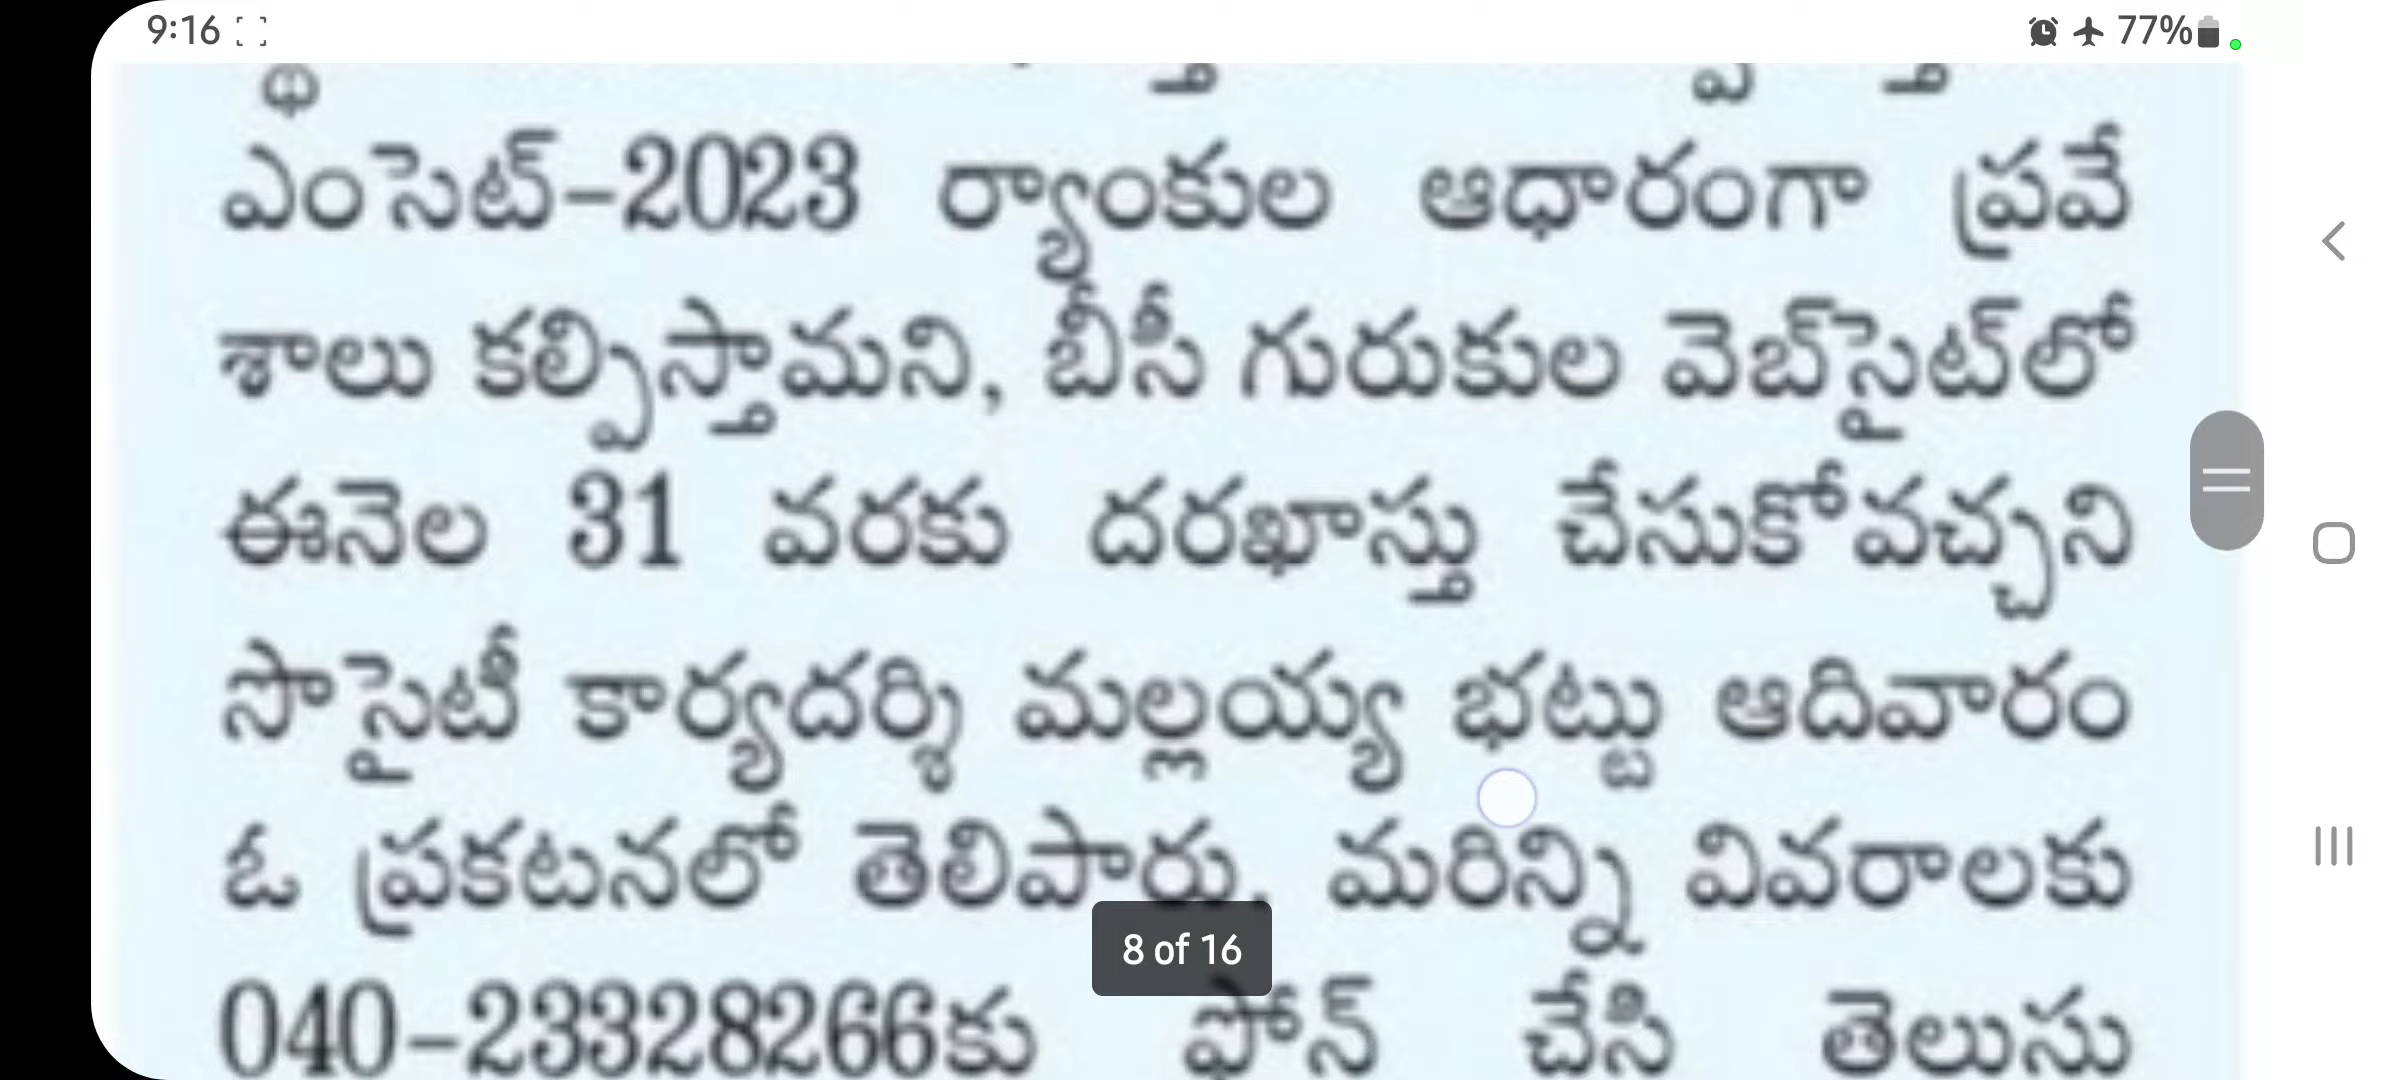 9:16 77%
ఎంసెట్-2023 ర్యాంకుల ఆధారంగా ప్రవే
శాలు కల్పిస్తామని, బీసీ గురుకుల వెబ్‌సైట్‌లో
ఈనెల 31 వరకు దరఖాస్తు చేసుకోవచ్చని
సొసైటీ కార్యదర్శి మల్లయ్య భట్టు ఆదివారం
ఓ ప్రకటనలో తెలిపారు. మరిన్ని వివరాలకు
8 of 16
040-23328266కు ఫోన్ చేసి తెలుసు